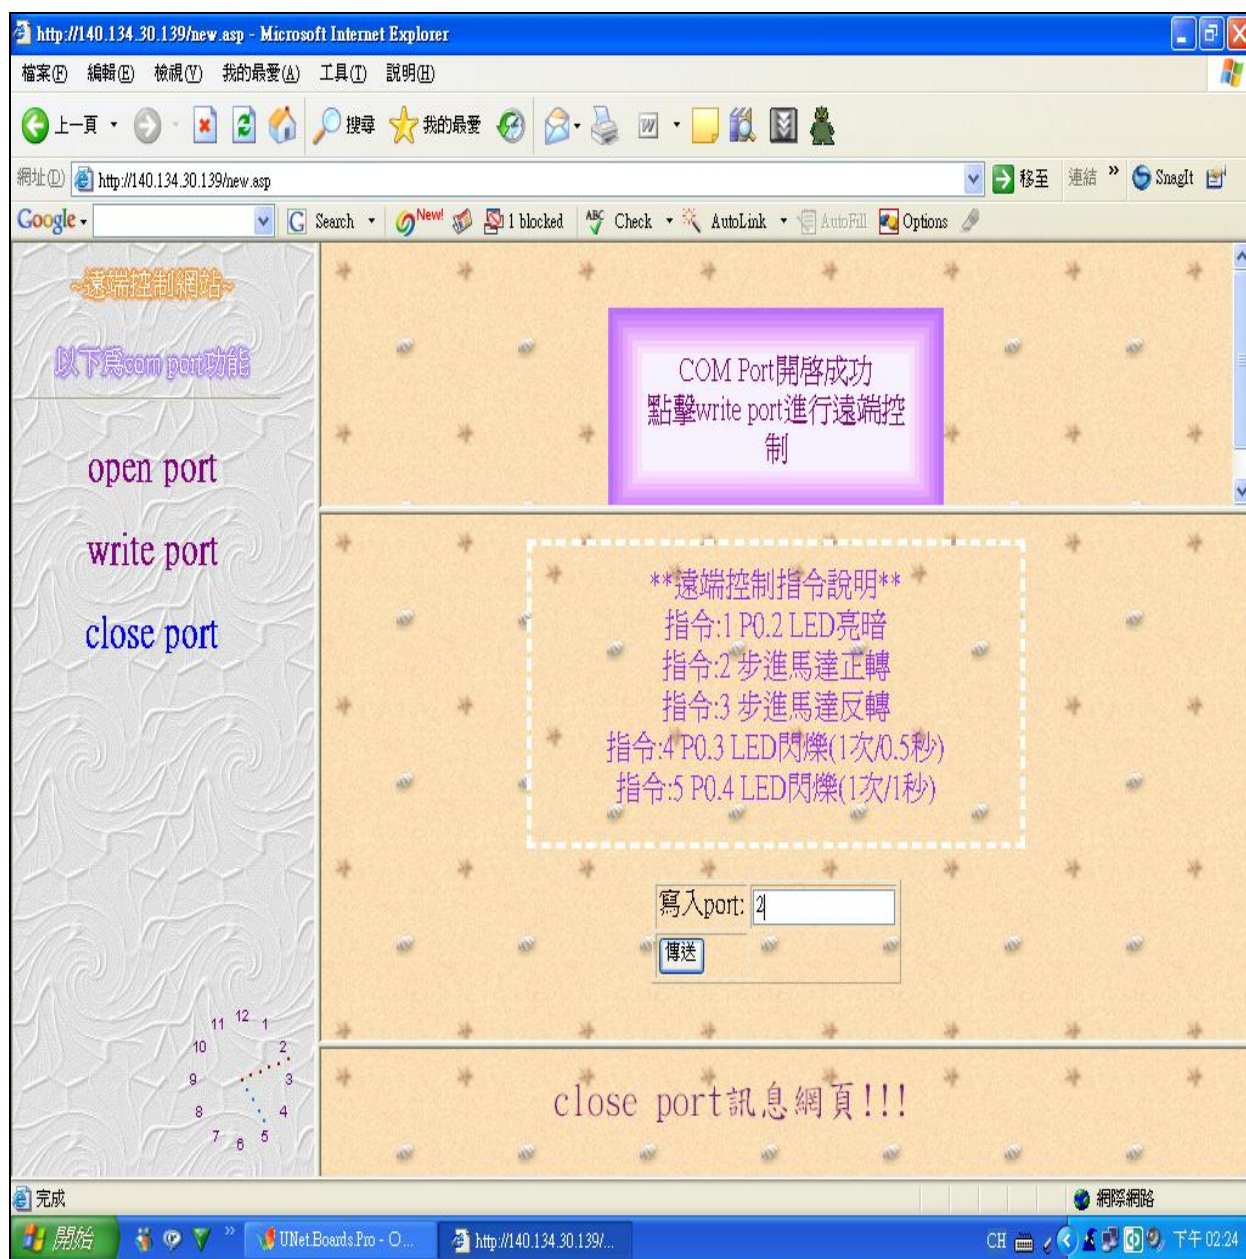 http://140.134.30.139/new.asp - Microsoft Internet Explorer
檔案(F) 編輯(E) 檢視(V) 我的最愛(A) 工具(T) 說明(H)
上一頁 搜尋 我的最愛
網址(D) http://140.134.30.139/new.asp 移至 連結 » SnagIt
Google Search New! 1 blocked ABC Check AutoLink AutoFill Options
~遠端控制網站~
以下為com port功能
open port
write port
close port
COM Port開啓成功
點擊write port進行遠端控
制
**遠端控制指令說明**
指令:1 P0.2 LED亮暗
指令:2 步進馬達正轉
指令:3 步進馬達反轉
指令:4 P0.3 LED閃爍(1次/0.5秒)
指令:5 P0.4 LED閃爍(1次/1秒)
寫入port: 2
傳送
12
11 1
10 2
9 3
8 4
7 6 5
close port訊息網頁!!!
完成 網際網路
開始 » UNet.Boards.Pro - O... http://140.134.30.139/... CH 下午 02:24